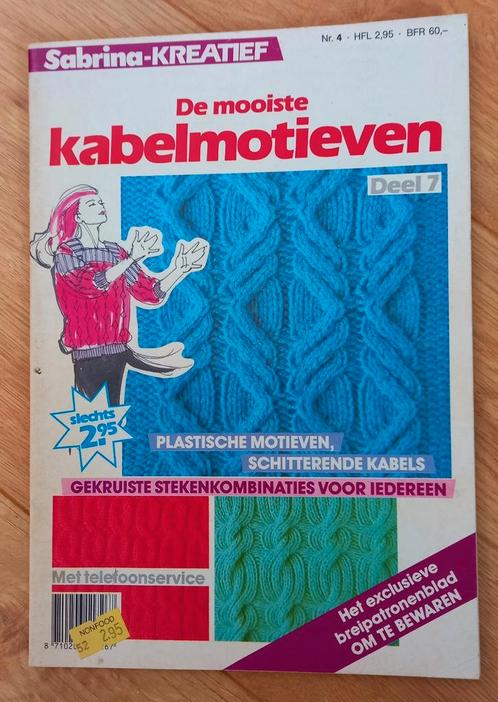 Sabrina-KREATIEF
Nr. 4 · HFL 2,95 · BFR 60,–
De mooiste
kabelmotieven
Deel 7
slechts
2.95
PLASTISCHE MOTIEVEN,
SCHITTERENDE KABELS
GEKRUISTE STEKENKOMBINATIES VOOR IEDEREEN
Met telefoonservice
Het exclusieve
breipatronenblad
OM TE BEWAREN
NONFOOD
52 2.95